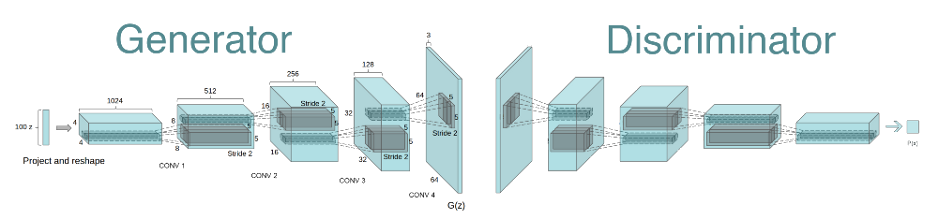 Generator
Discriminator
3
128
256
512
1024
64
16
Stride 2
5
5
5
32
5
5
Stride 2
8
5
4
100 z
4
8
Stride 2
16
32
Stride 2
64
Project and reshape
CONV 1
CONV 2
CONV 3
CONV 4
G(z)